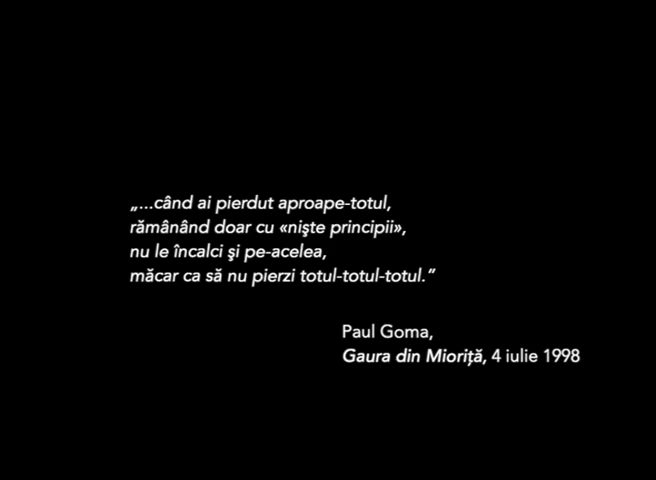 „...când ai pierdut aproape-totul,
rămânând doar cu «nişte principii»,
nu le încalci şi pe-acelea,
măcar ca să nu pierzi totul-totul-totul.”
Paul Goma,
Gaura din Mioriță, 4 iulie 1998